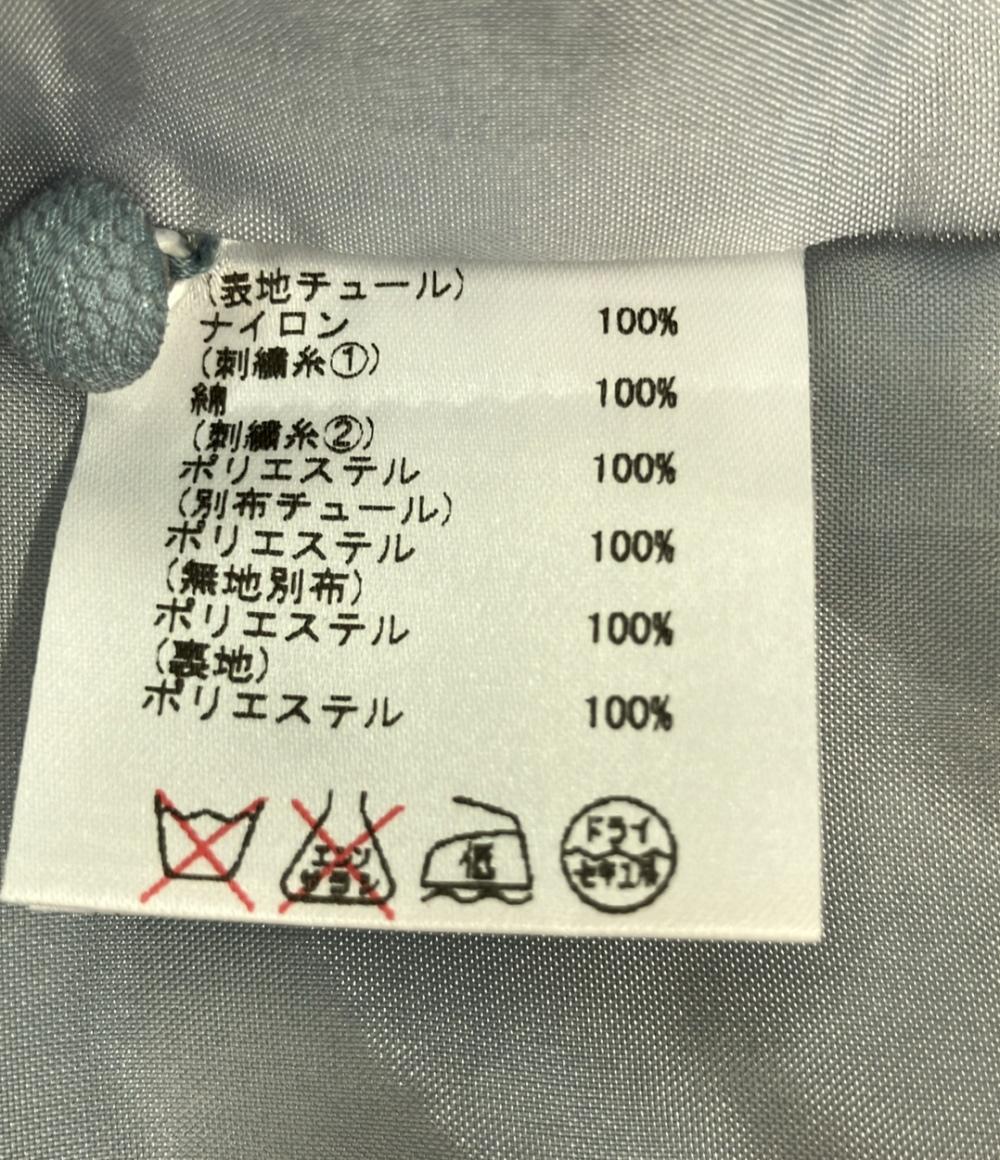 (表地チュール)
ナイロン 100%
(刺繍糸①)
綿 100%
(刺繍糸②)
ポリエステル 100%
(別布チュール)
ポリエステル 100%
(無地別布)
ポリエステル 100%
(裏地)
ポリエステル 100%
エンソ
サラシ
低
ドライ
セキユ系